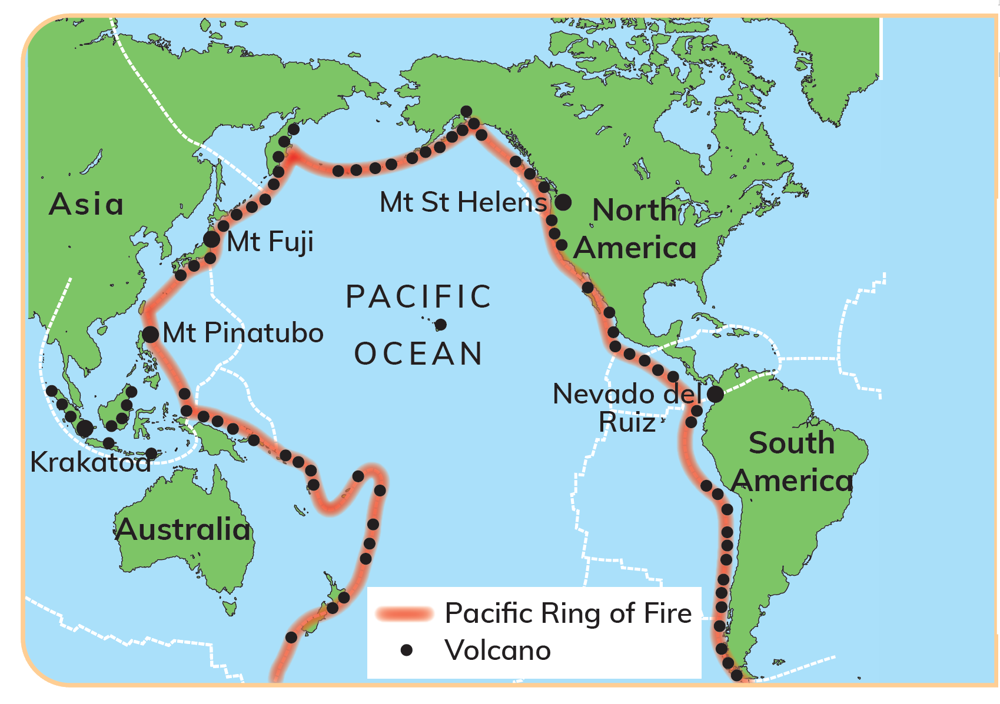 Asia
Mt St Helens
North
America
Mt Fuji
PACIFIC
OCEAN
Mt Pinatubo
Nevado del
Ruiz
Krakatoa
South
America
Australia
Pacific Ring of Fire
Volcano